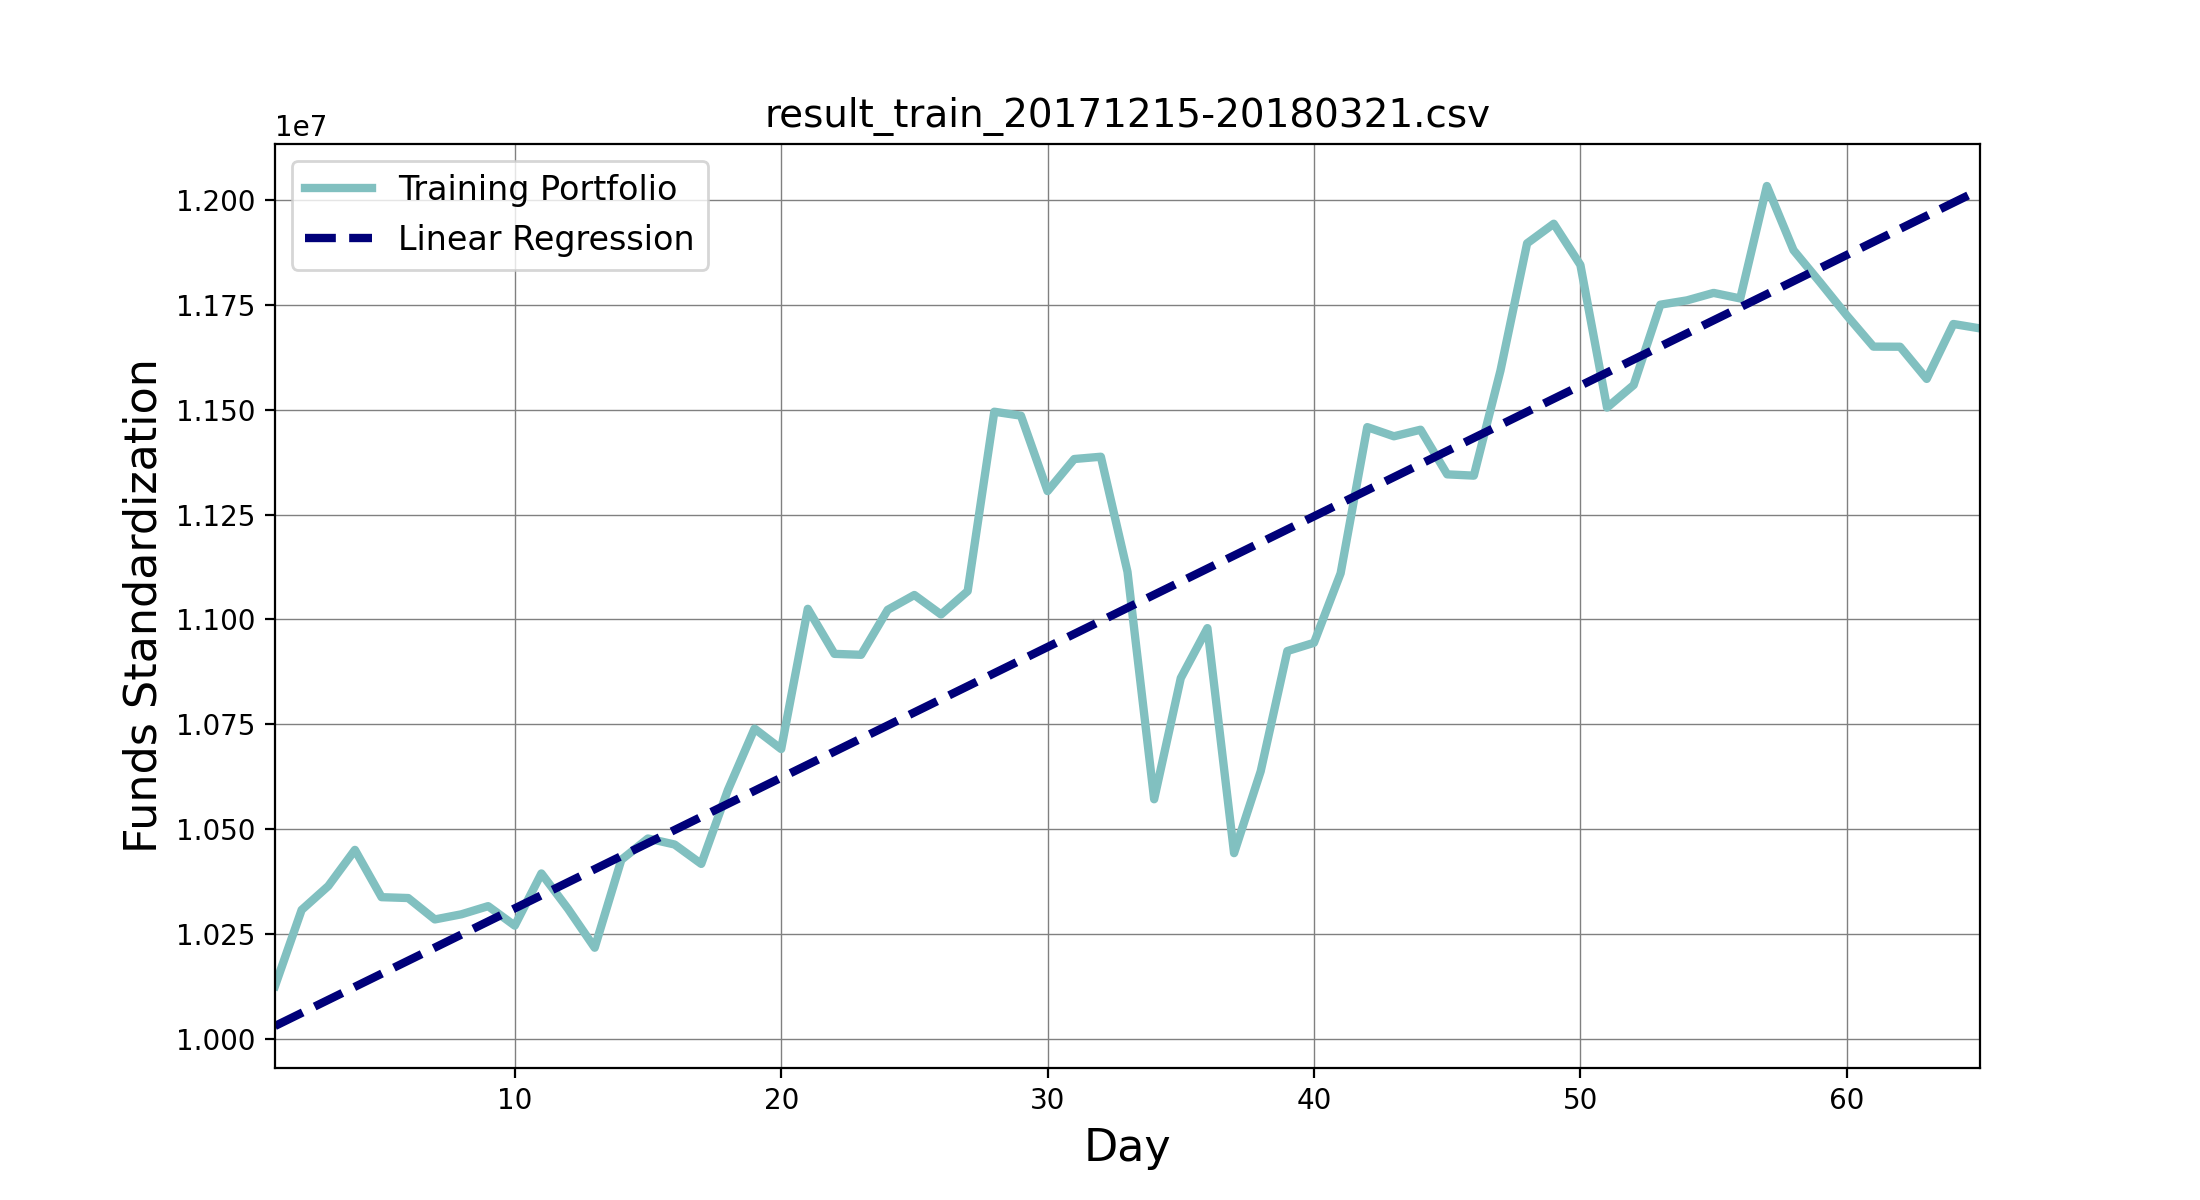 result_train_20171215-20180321.csv
1e7
Training Portfolio
Linear Regression
1.200
1.175
1.150
1.125
1.100
1.075
1.050
1.025
1.000
Funds Standardization
10 20 30 40 50 60
Day